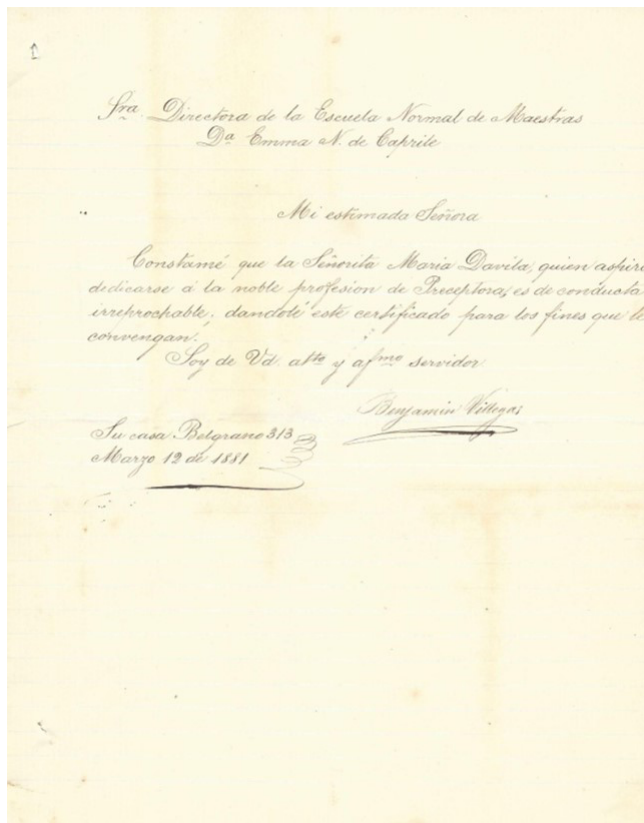 Sra. Directora de la Escuela Normal de Maestras
Da Emma N. de Caprile
Mi estimada Señora
Constamé que la Señorita Maria Davila, quien aspira
dedicarse á la noble profesion de Preceptora, es de conducta
irreprochable; dandole este certificado para los fines que le
convengan.
Soy de Vd. atto y afmo servidor
Benjamin Villegas
Su casa Belgrano 313
Marzo 12 de 1881